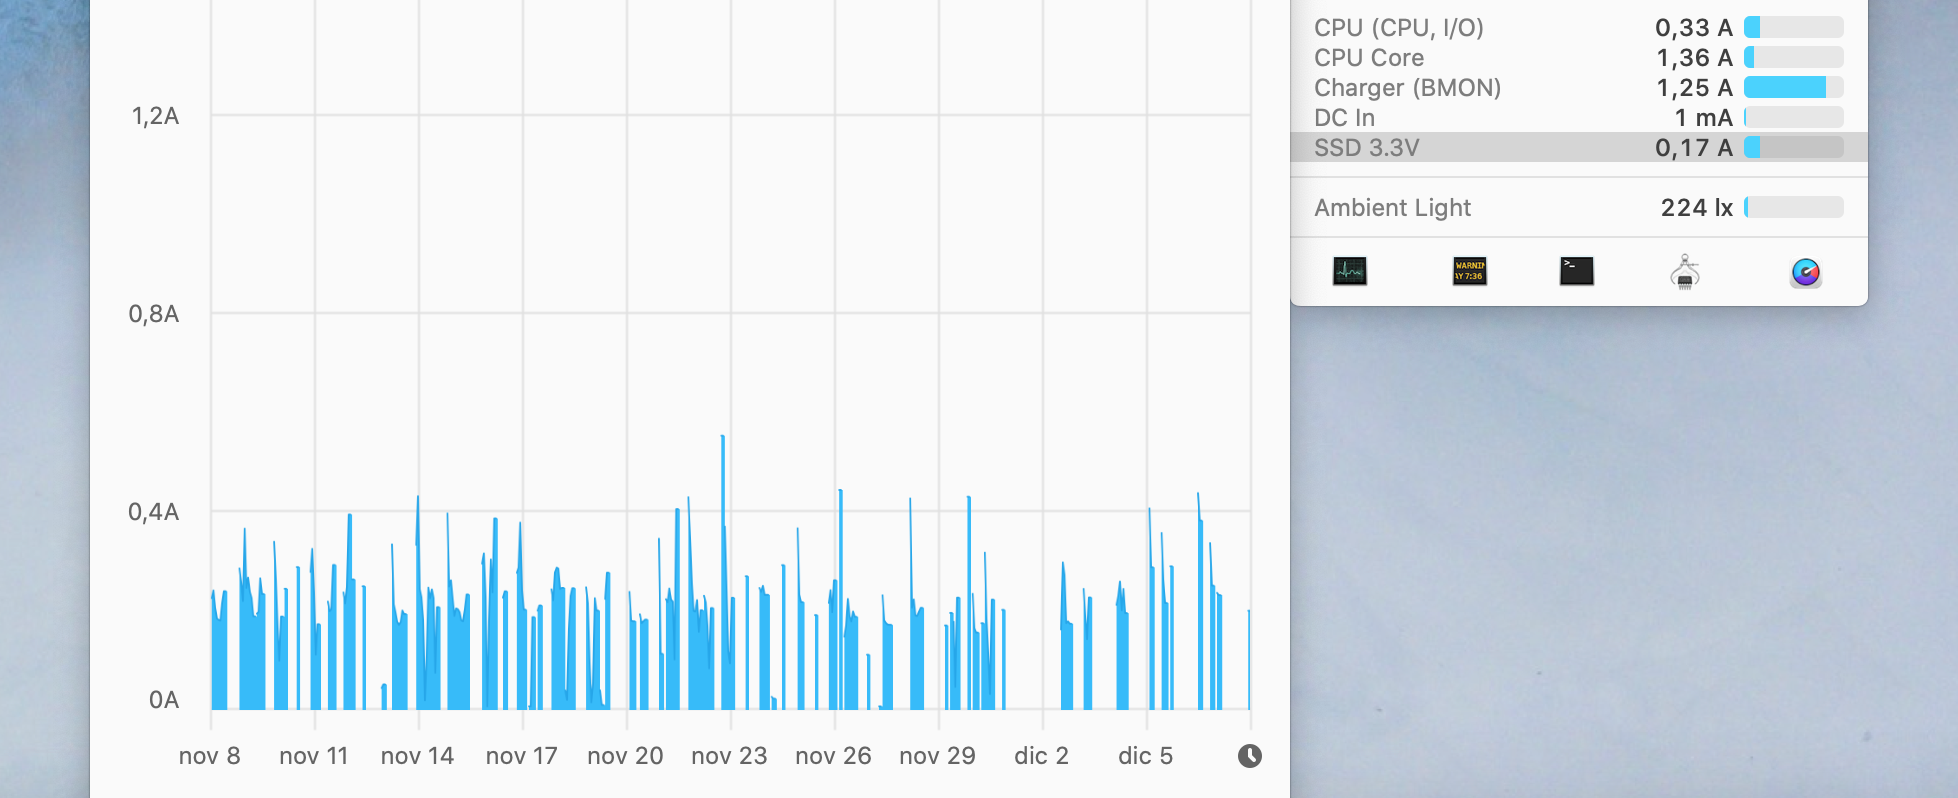 1,2A
0,8A
0,4A
0A
nov 8 nov 11 nov 14 nov 17 nov 20 nov 23 nov 26 nov 29 dic 2 dic 5
CPU (CPU, I/O) 0,33 A
CPU Core 1,36 A
Charger (BMON) 1,25 A
DC In 1 mA
SSD 3.3V 0,17 A
Ambient Light 224 lx
WARNIN
AY 7:36
>_